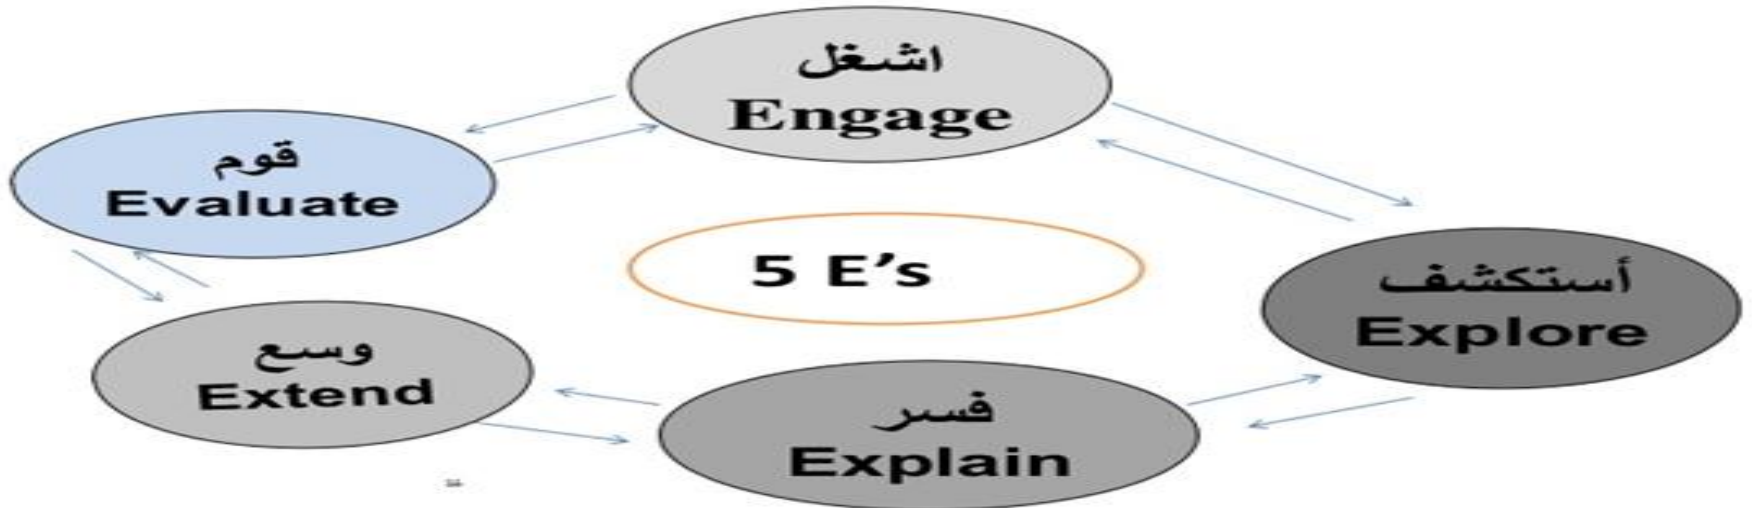 اشغل
Engage
قوم
Evaluate
5 E’s
أستكشف
Explore
وسع
Extend
فسر
Explain